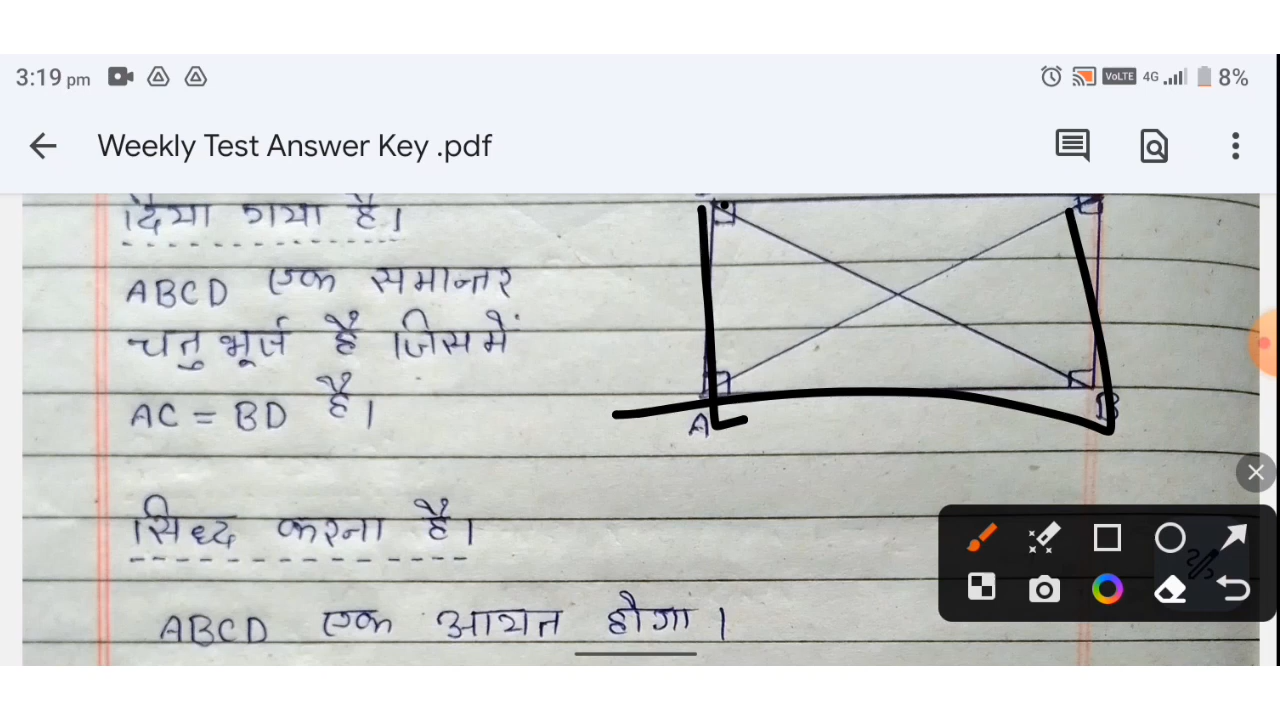 3:19 pm VoLTE 4G 8%
Weekly Test Answer Key .pdf
दिया गया है।
ABCD एक समान्तर
चतुर्भुज है जिसमें
AC = BD है।
A B
सिध्द करना है।
ABCD एक आयत होगा।